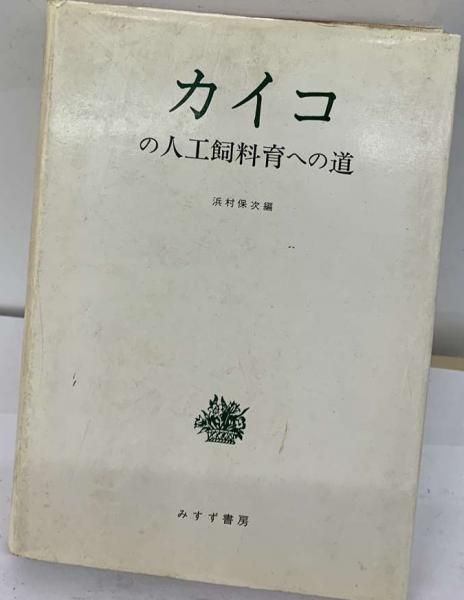 カイコ
の人工飼料育への道
浜村保次編
みすず書房